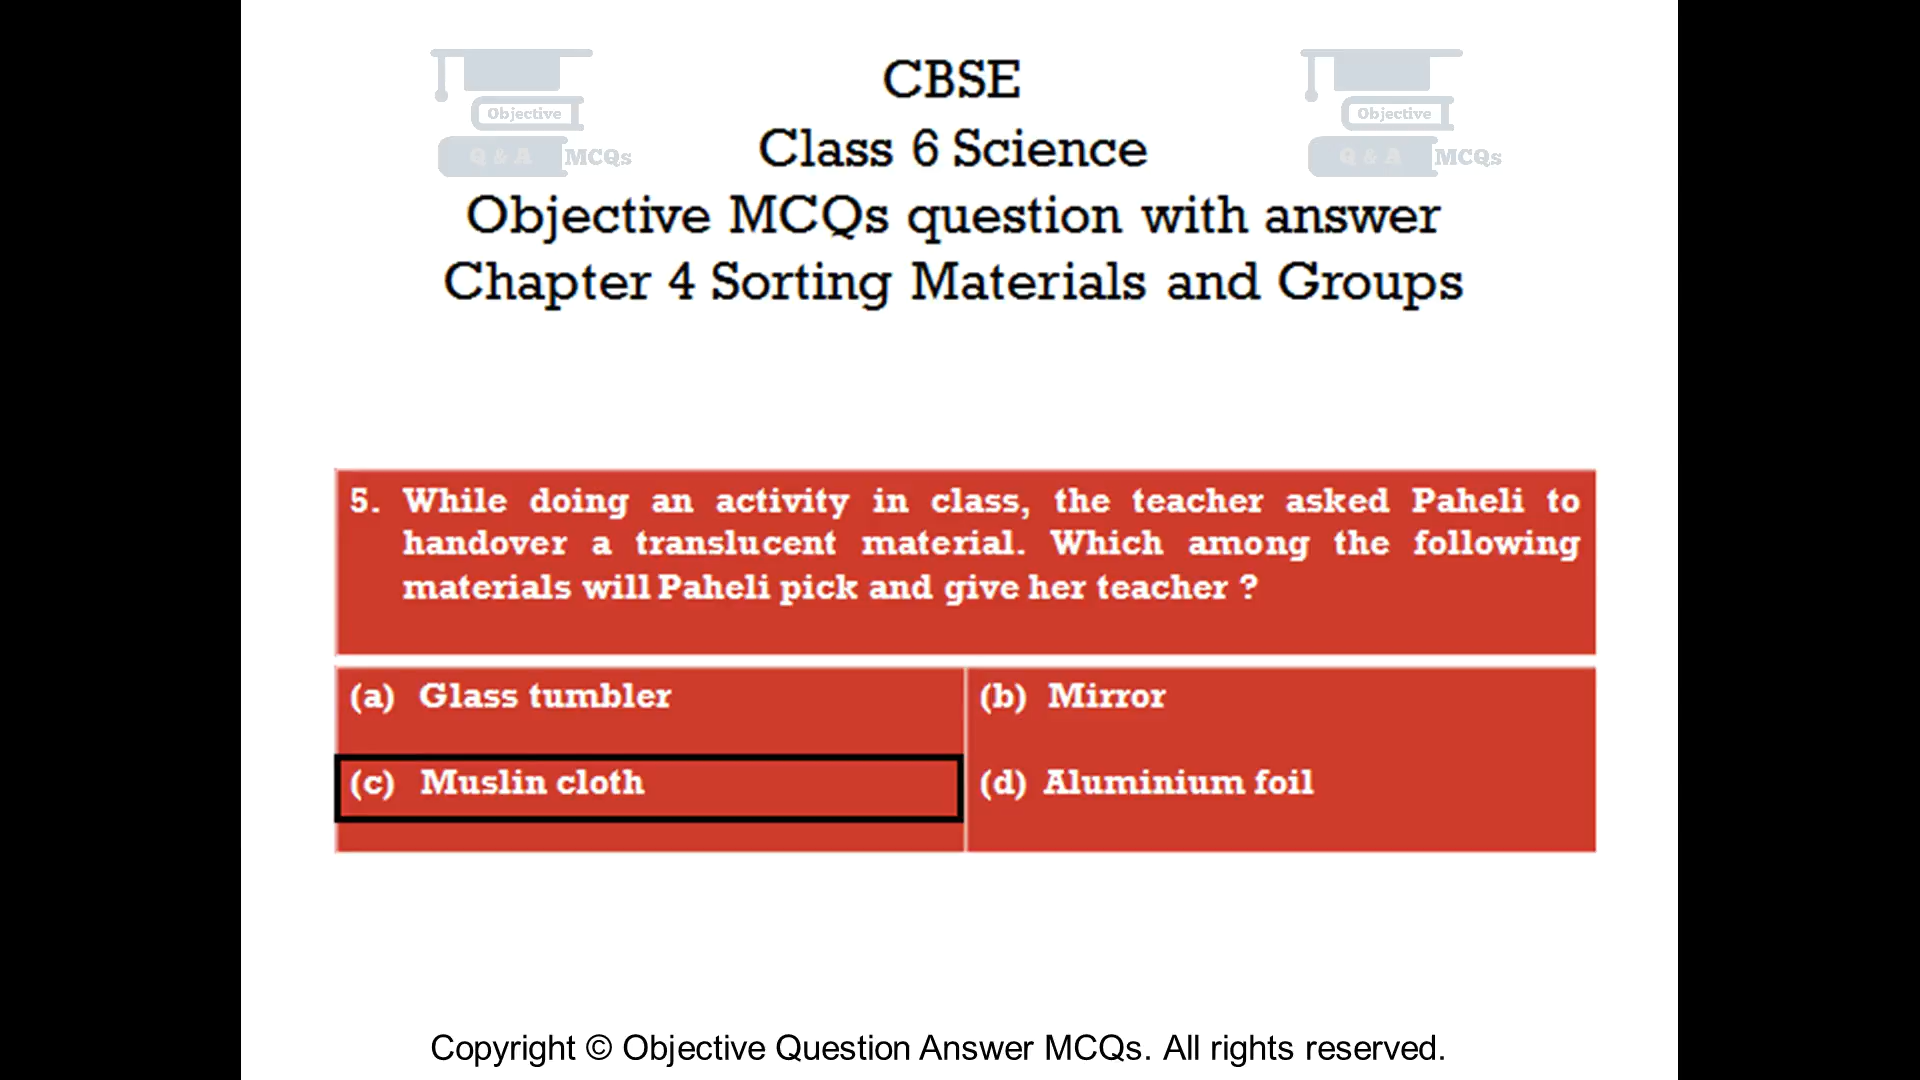 CBSE
Class 6 Science
Objective MCQs question with answer
Chapter 4 Sorting Materials and Groups
Objective
Q & A MCQs
Objective
Q & A MCQs
5. While doing an activity in class, the teacher asked Paheli to
handover a translucent material. Which among the following
materials will Paheli pick and give her teacher ?
(a) Glass tumbler
(b) Mirror
(c) Muslin cloth
(d) Aluminium foil
Copyright © Objective Question Answer MCQs. All rights reserved.